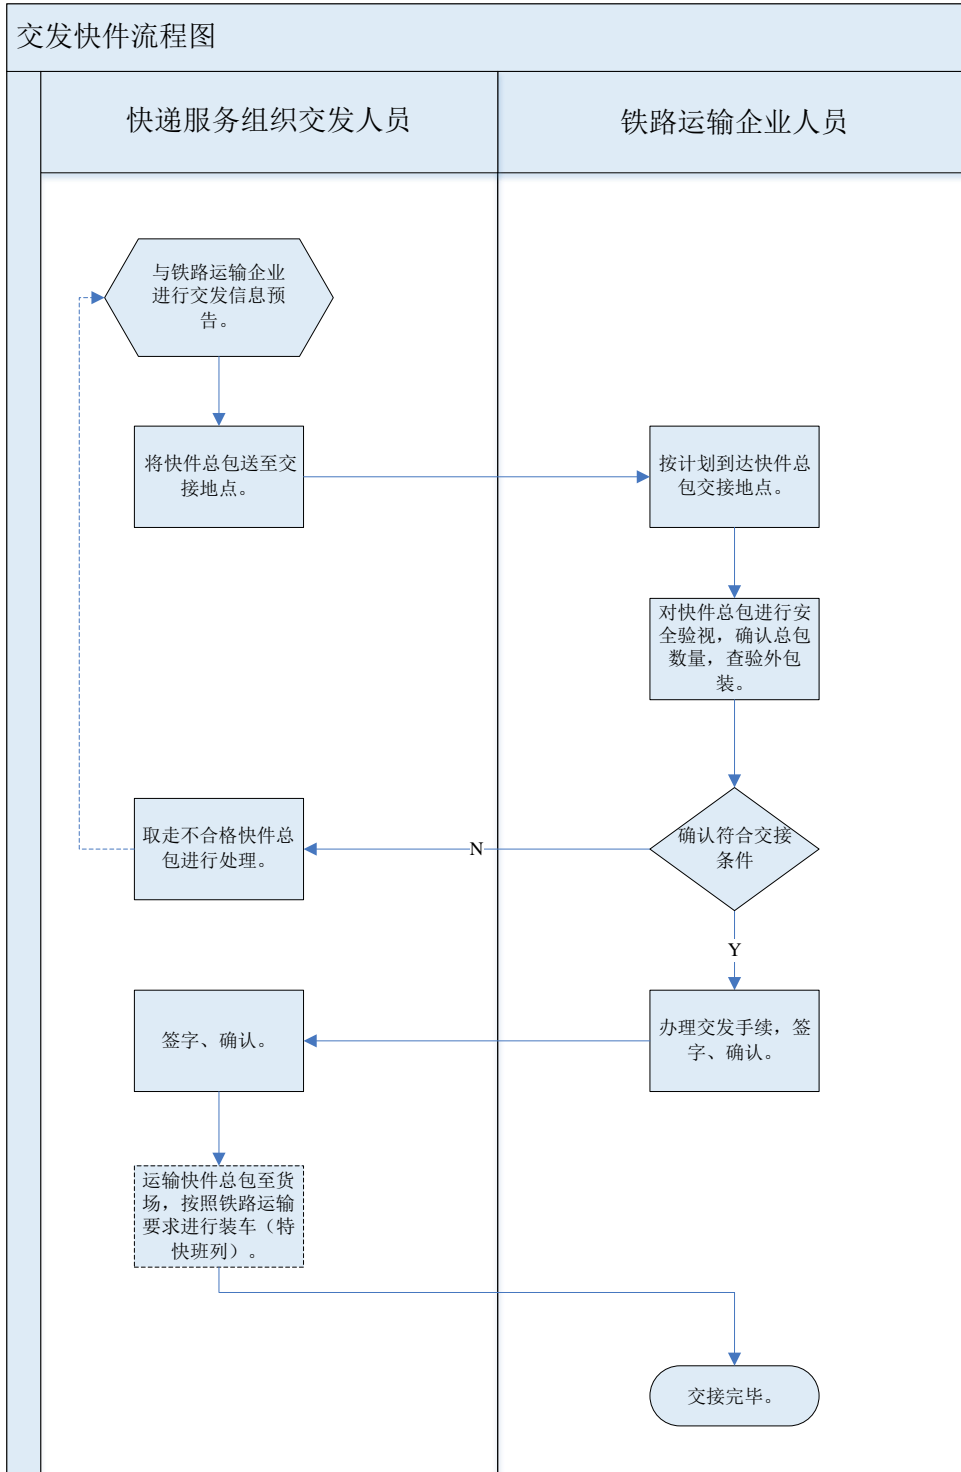 交发快件流程图
快递服务组织交发人员
铁路运输企业人员
与铁路运输企业
进行交发信息预
告。
将快件总包送至交
接地点。
按计划到达快件总
包交接地点。
对快件总包进行安
全验视，确认总包
数量，查验外包
装。
确认符合交接
条件
N
取走不合格快件总
包进行处理。
Y
办理交发手续，签
字、确认。
签字、确认。
运输快件总包至货
场，按照铁路运输
要求进行装车（特
快班列）。
交接完毕。